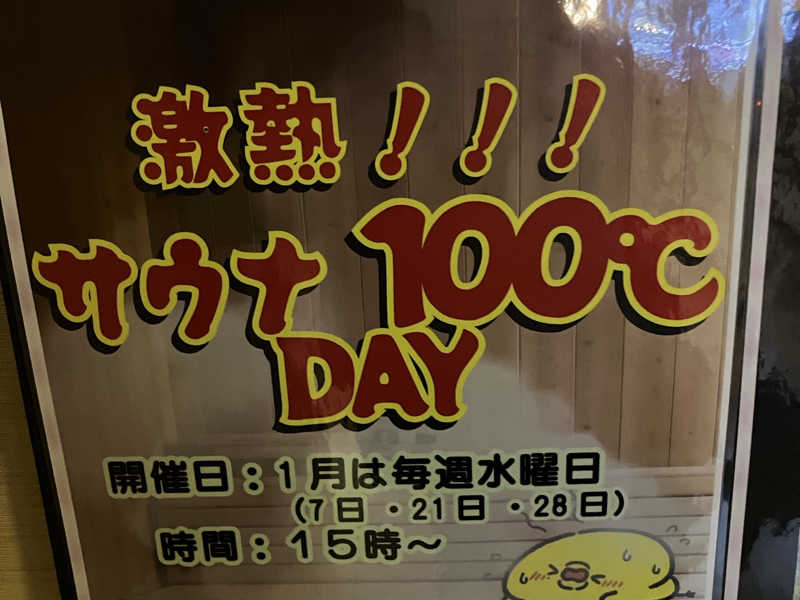 激熱！！！
サウナ100℃
DAY
開催日：1月は毎週水曜日
(7日・21日・28日)
時間：15時～